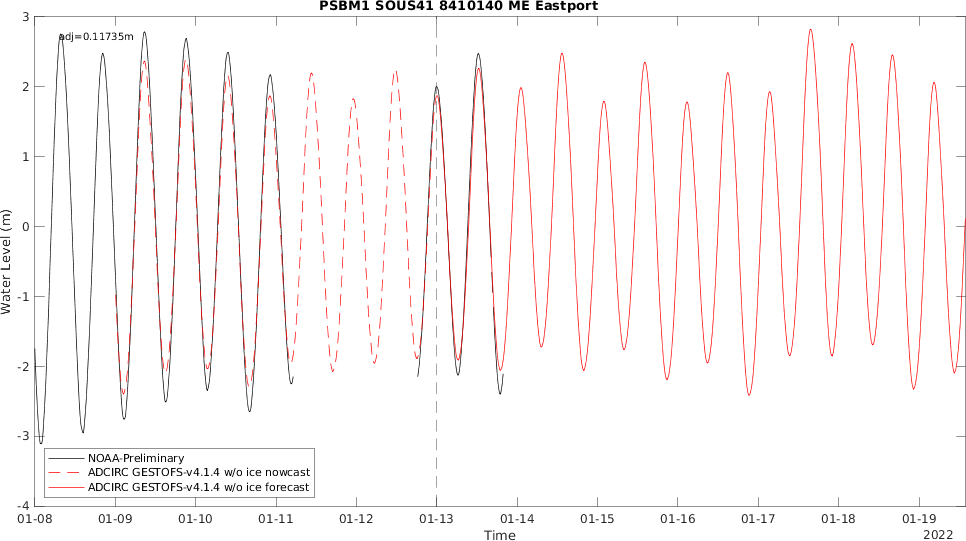 PSBM1 SOUS41 8410140 ME Eastport
adj=0.11735m
3
2
1
0
-1
-2
-3
-4
Water Level (m)
NOAA-Preliminary
ADCIRC GESTOFS-v4.1.4 w/o ice nowcast
ADCIRC GESTOFS-v4.1.4 w/o ice forecast
01-08 01-09 01-10 01-11 01-12 01-13 01-14 01-15 01-16 01-17 01-18 01-19
Time
2022